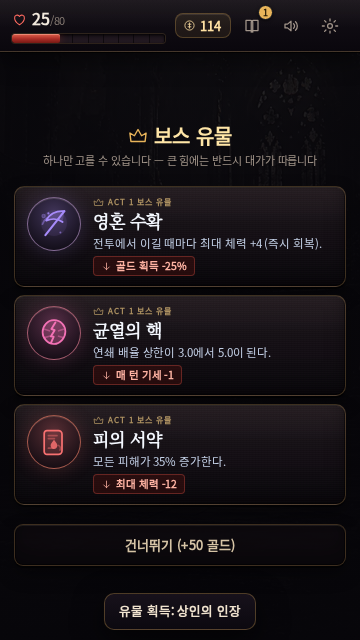 25/80
114
1
보스 유물
하나만 고를 수 있습니다 — 큰 힘에는 반드시 대가가 따릅니다
ACT 1 보스 유물
영혼 수확
전투에서 이길 때마다 최대 체력 +4 (즉시 회복).
↓ 골드 획득 -25%
ACT 1 보스 유물
균열의 핵
연쇄 배율 상한이 3.0에서 5.0이 된다.
↓ 매 턴 기세 -1
ACT 1 보스 유물
피의 서약
모든 피해가 35% 증가한다.
↓ 최대 체력 -12
건너뛰기 (+50 골드)
유물 획득: 상인의 인장